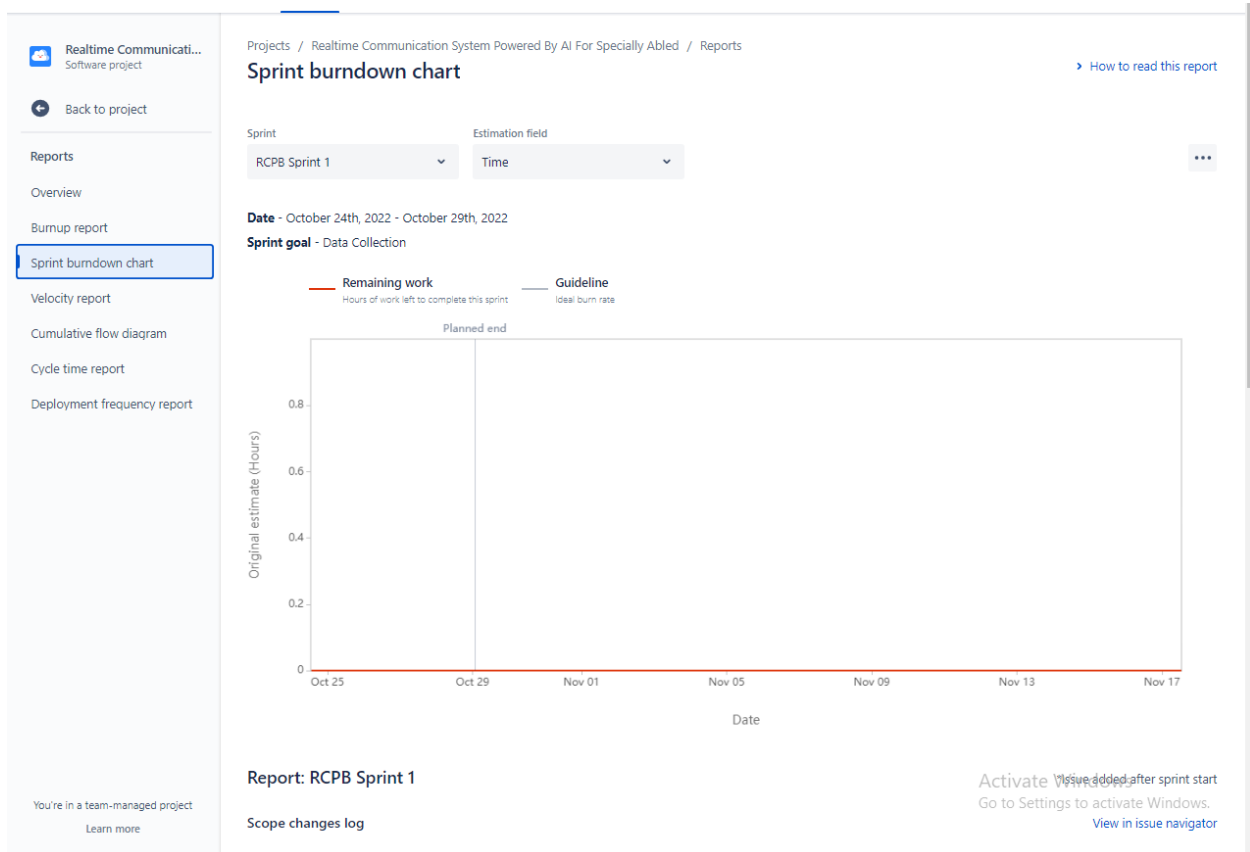 Realtime Communicati...
Software project
Back to project
Reports
Overview
Burnup report
Sprint burndown chart
Velocity report
Cumulative flow diagram
Cycle time report
Deployment frequency report
You're in a team-managed project
Learn more
Projects / Realtime Communication System Powered By AI For Specially Abled / Reports
Sprint burndown chart
How to read this report
Sprint
Estimation field
RCPB Sprint 1
Time
Date - October 24th, 2022 - October 29th, 2022
Sprint goal - Data Collection
Remaining work
Hours of work left to complete this sprint
Guideline
Ideal burn rate
Planned end
Original estimate (Hours)
0.8
0.6
0.4
0.2
0
Oct 25 Oct 29 Nov 01 Nov 05 Nov 09 Nov 13 Nov 17
Date
Report: RCPB Sprint 1
*Issue added after sprint start
Activate Windows
Go to Settings to activate Windows.
Scope changes log
View in issue navigator